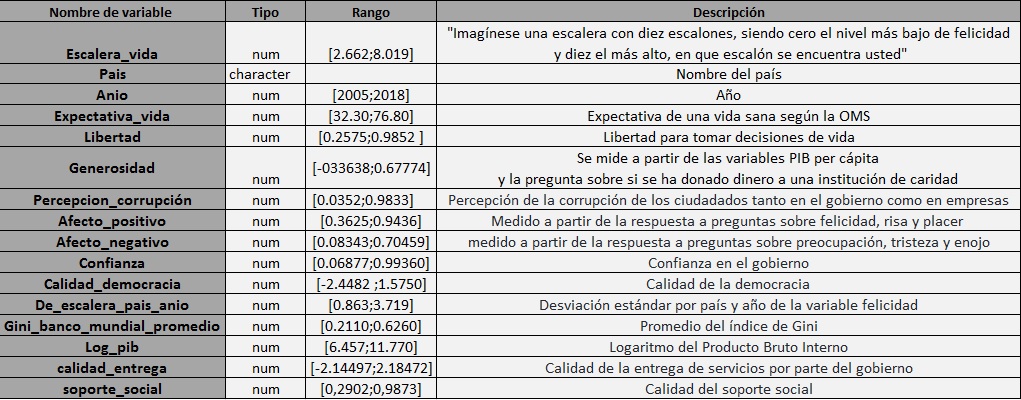 Nombre de variable Tipo Rango Descripción
"Imagínese una escalera con diez escalones, siendo cero el nivel más bajo de felicidad
Escalera_vida num [2.662;8.019] y diez el más alto, en que escalón se encuentra usted"
Pais character Nombre del país
Anio num [2005;2018] Año
Expectativa_vida num [32.30;76.80] Expectativa de una vida sana según la OMS
Libertad num [0.2575;0.9852 ] Libertad para tomar decisiones de vida
Se mide a partir de las variables PIB per cápita
Generosidad num [-033638;0.67774] y la pregunta sobre si se ha donado dinero a una institución de caridad
Percepcion_corrupción num [0.0352;0.9833] Percepción de la corrupción de los ciudadados tanto en el gobierno como en empresas
Afecto_positivo num [0.3625;0.9436] Medido a partir de la respuesta a preguntas sobre felicidad, risa y placer
Afecto_negativo num [0.08343;0.70459] medido a partir de la respuesta a preguntas sobre preocupación, tristeza y enojo
Confianza num [0.06877;0.99360] Confianza en el gobierno
Calidad_democracia num [-2.4482 ;1.5750] Calidad de la democracia
De_escalera_pais_anio num [0.863;3.719] Desviación estándar por país y año de la variable felicidad
Gini_banco_mundial_promedio num [0.2110;0.6260] Promedio del índice de Gini
Log_pib num [6.457;11.770] Logaritmo del Producto Bruto Interno
calidad_entrega num [-2.14497;2.18472] Calidad de la entrega de servicios por parte del gobierno
soporte_social num [0,2902;0,9873] Calidad del soporte social